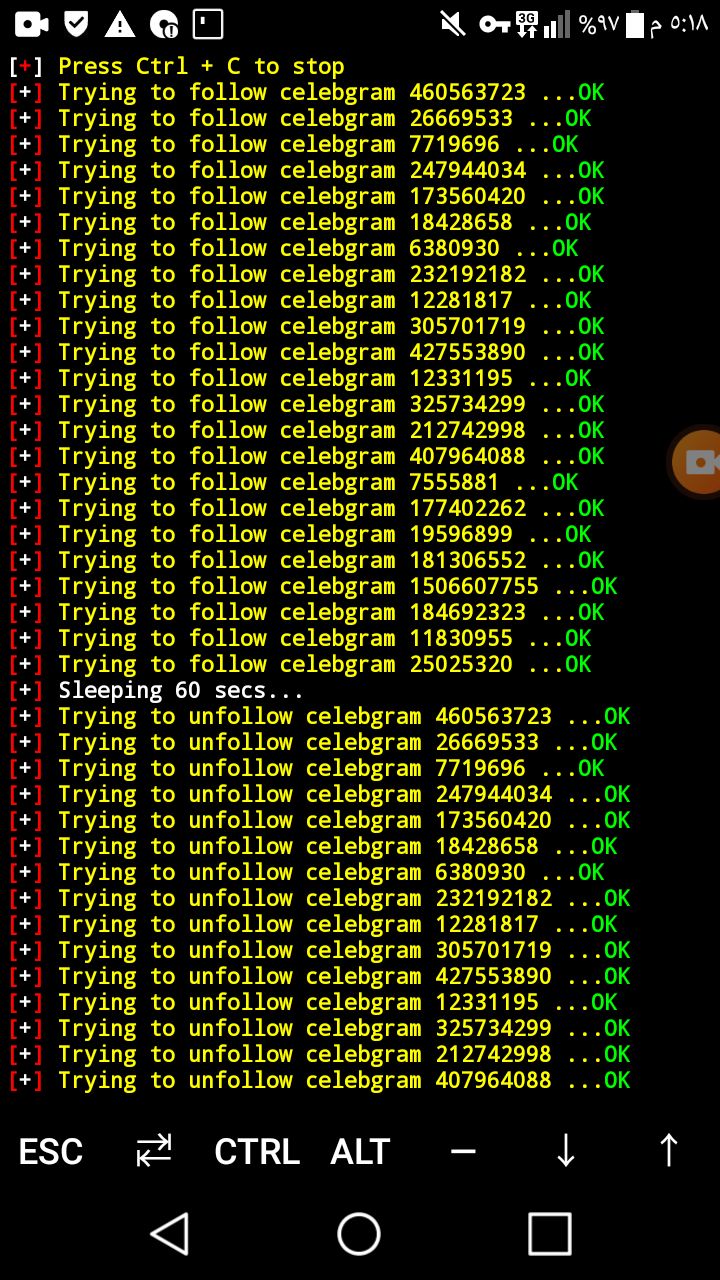 3G %٩٧ ٥:١٨ م
[+] Press Ctrl + C to stop
[+] Trying to follow celebgram 460563723 ...OK
[+] Trying to follow celebgram 26669533 ...OK
[+] Trying to follow celebgram 7719696 ...OK
[+] Trying to follow celebgram 247944034 ...OK
[+] Trying to follow celebgram 173560420 ...OK
[+] Trying to follow celebgram 18428658 ...OK
[+] Trying to follow celebgram 6380930 ...OK
[+] Trying to follow celebgram 232192182 ...OK
[+] Trying to follow celebgram 12281817 ...OK
[+] Trying to follow celebgram 305701719 ...OK
[+] Trying to follow celebgram 427553890 ...OK
[+] Trying to follow celebgram 12331195 ...OK
[+] Trying to follow celebgram 325734299 ...OK
[+] Trying to follow celebgram 212742998 ...OK
[+] Trying to follow celebgram 407964088 ...OK
[+] Trying to follow celebgram 7555881 ...OK
[+] Trying to follow celebgram 177402262 ...OK
[+] Trying to follow celebgram 19596899 ...OK
[+] Trying to follow celebgram 181306552 ...OK
[+] Trying to follow celebgram 1506607755 ...OK
[+] Trying to follow celebgram 184692323 ...OK
[+] Trying to follow celebgram 11830955 ...OK
[+] Trying to follow celebgram 25025320 ...OK
[+] Sleeping 60 secs...
[+] Trying to unfollow celebgram 460563723 ...OK
[+] Trying to unfollow celebgram 26669533 ...OK
[+] Trying to unfollow celebgram 7719696 ...OK
[+] Trying to unfollow celebgram 247944034 ...OK
[+] Trying to unfollow celebgram 173560420 ...OK
[+] Trying to unfollow celebgram 18428658 ...OK
[+] Trying to unfollow celebgram 6380930 ...OK
[+] Trying to unfollow celebgram 232192182 ...OK
[+] Trying to unfollow celebgram 12281817 ...OK
[+] Trying to unfollow celebgram 305701719 ...OK
[+] Trying to unfollow celebgram 427553890 ...OK
[+] Trying to unfollow celebgram 12331195 ...OK
[+] Trying to unfollow celebgram 325734299 ...OK
[+] Trying to unfollow celebgram 212742998 ...OK
[+] Trying to unfollow celebgram 407964088 ...OK
ESC ⇄ CTRL ALT — ↓ ↑